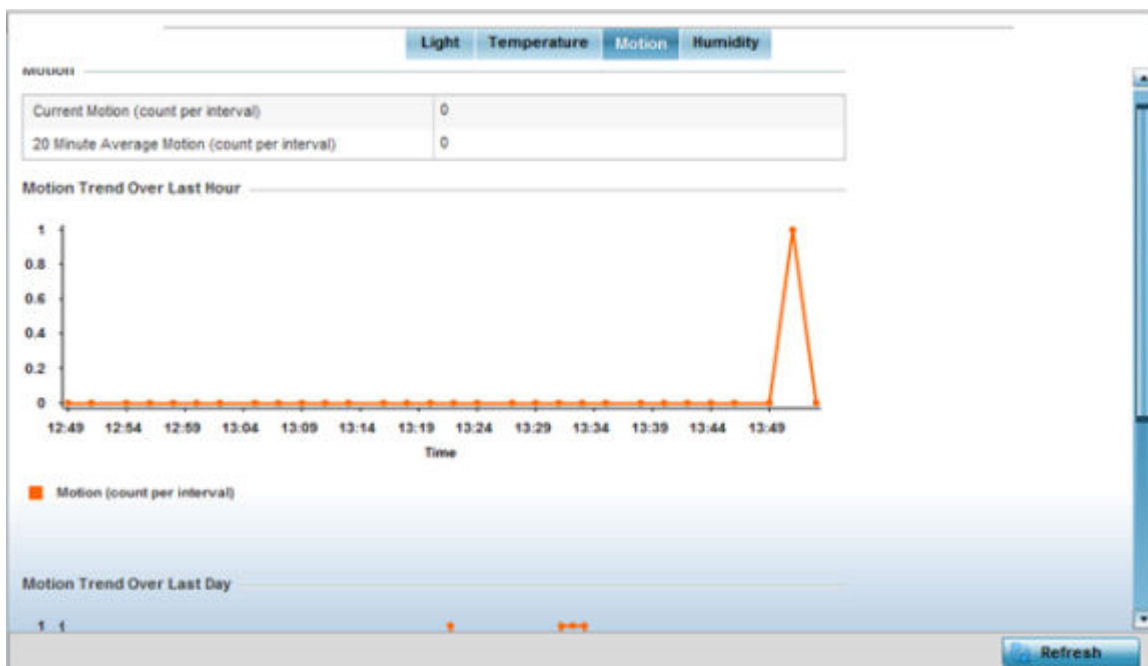 Light Temperature Motion Humidity
Motion
Current Motion (count per interval) 0
20 Minute Average Motion (count per interval) 0
Motion Trend Over Last Hour
1
0.8
0.6
0.4
0.2
0
12:49 12:54 12:59 13:04 13:09 13:14 13:19 13:24 13:29 13:34 13:39 13:44 13:49
Time
Motion (count per interval)
Motion Trend Over Last Day
1
Refresh